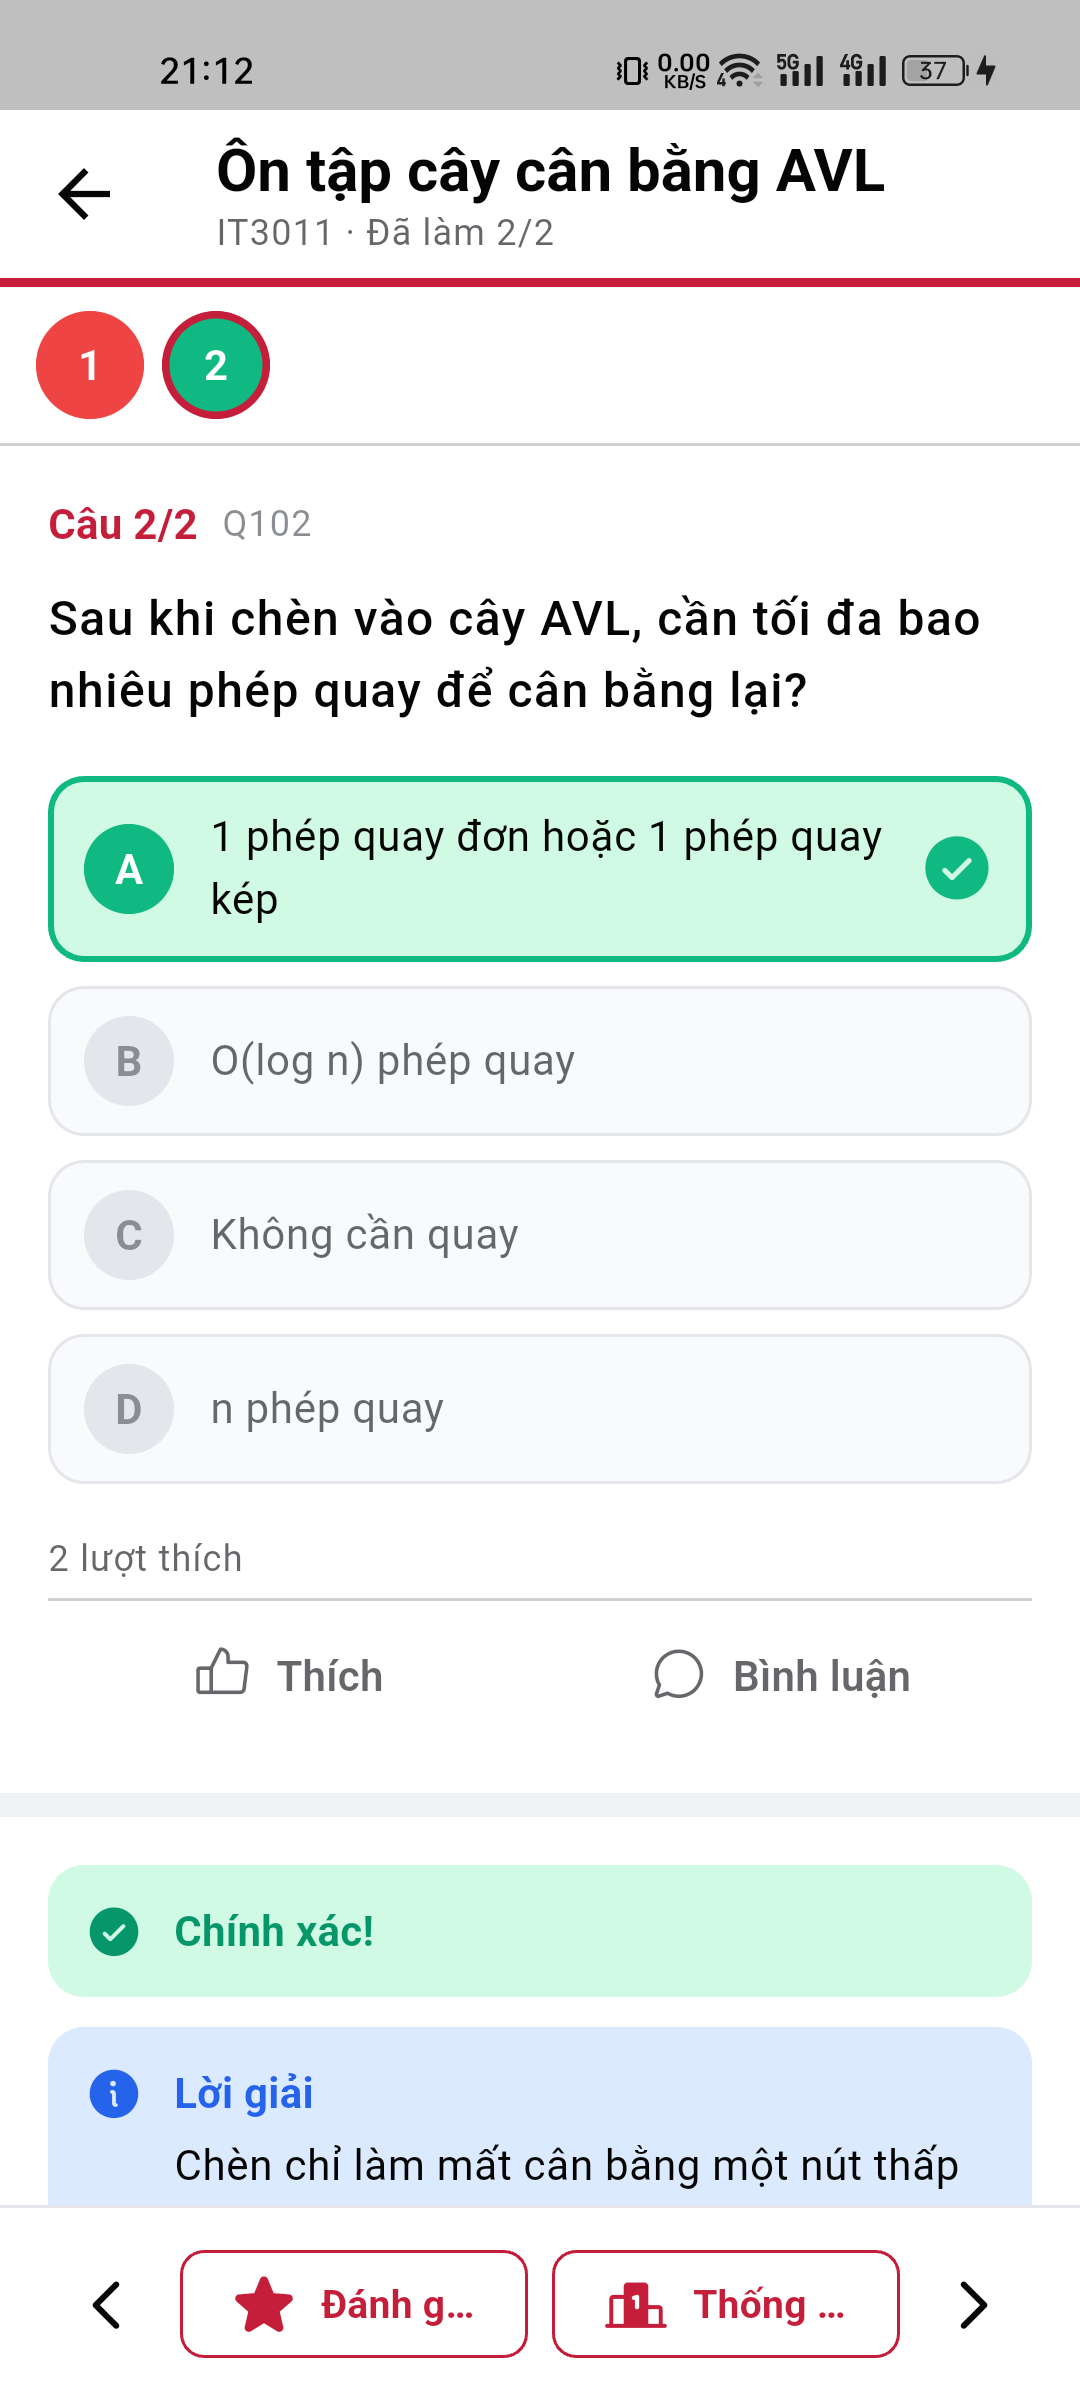 21:12
0.00
KB/S
4
5G
4G
37
Ôn tập cây cân bằng AVL
IT3011 · Đã làm 2/2
1
2
Câu 2/2 Q102
Sau khi chèn vào cây AVL, cần tối đa bao
nhiêu phép quay để cân bằng lại?
A
1 phép quay đơn hoặc 1 phép quay
kép
B
O(log n) phép quay
C
Không cần quay
D
n phép quay
2 lượt thích
Thích
Bình luận
Chính xác!
Lời giải
Chèn chỉ làm mất cân bằng một nút thấp
Đánh g...
1
Thống ...